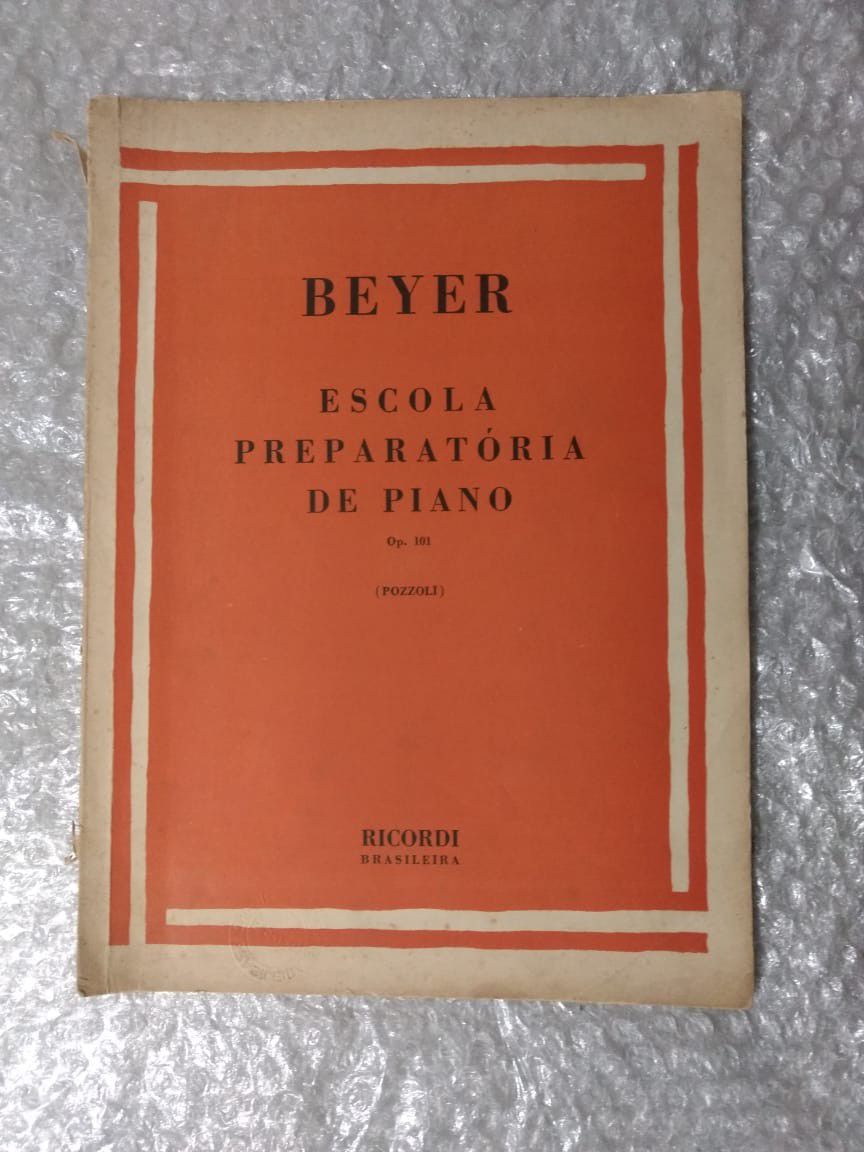 BEYER
ESCOLA
PREPARATÓRIA
DE PIANO
Op. 101
(POZZOLI)
RICORDI
BRASILEIRA